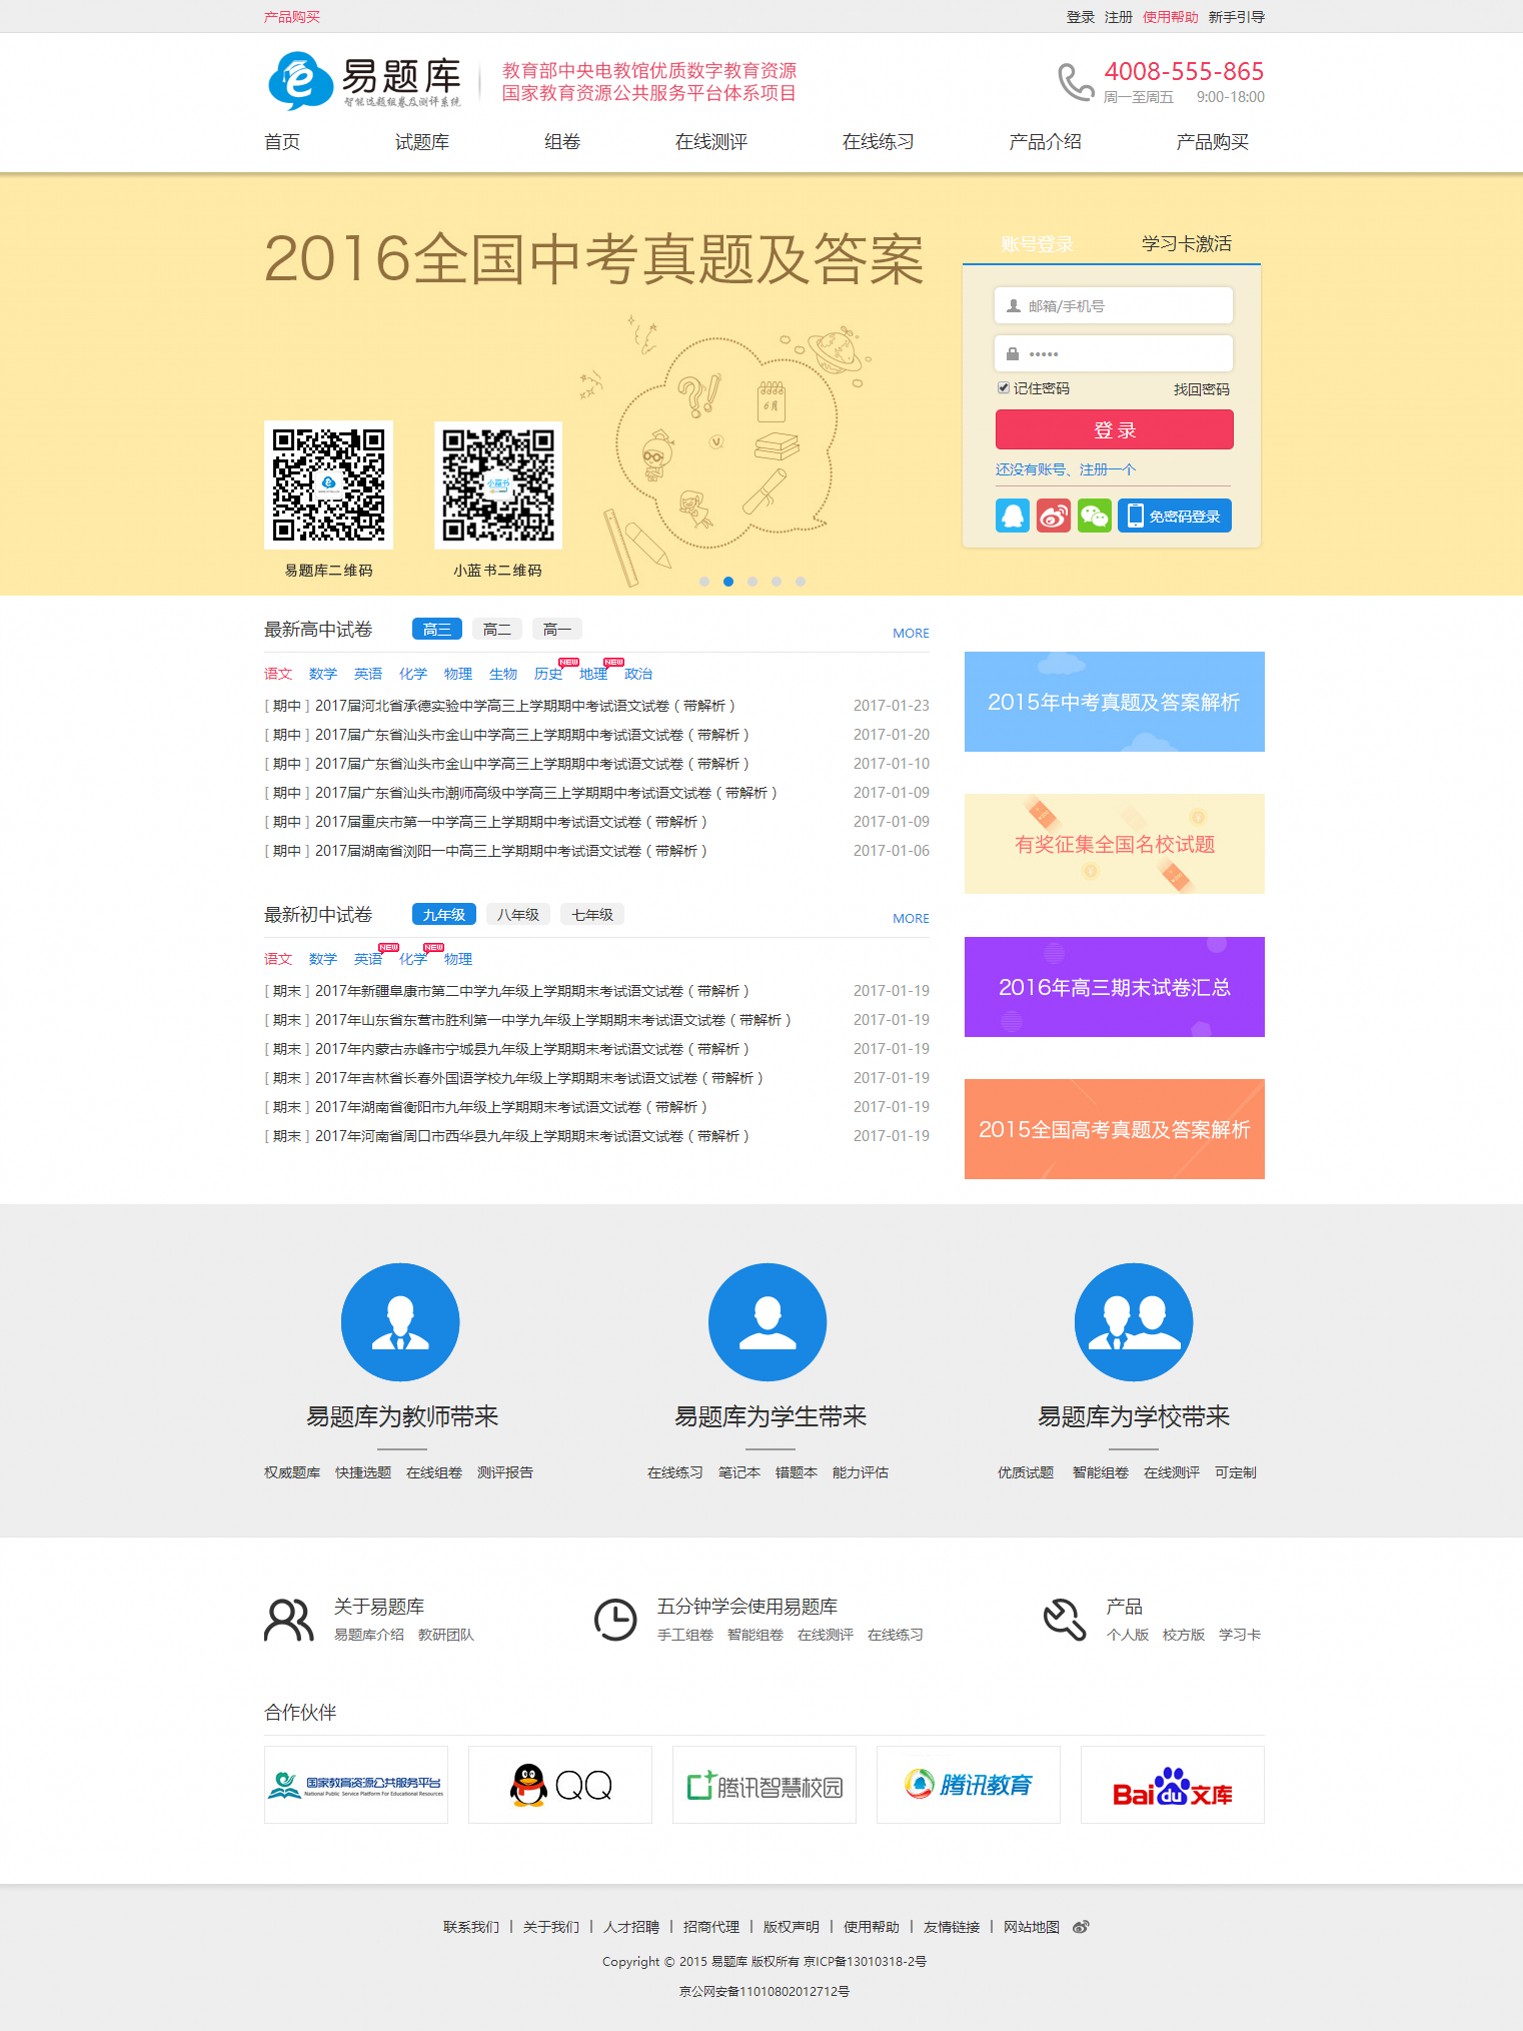 产品购买
登录 注册 使用帮助 新手引导
易题库
智能选题组卷及测评系统
教育部中央电教馆优质数字教育资源
国家教育资源公共服务平台体系项目
4008-555-865
周一至周五 9:00-18:00
首页 试题库 组卷 在线测评 在线练习 产品介绍 产品购买
2016全国中考真题及答案
账号登录 学习卡激活
邮箱/手机号
•••••
记住密码 找回密码
登 录
还没有账号、注册一个
免密码登录
6月
小蓝书
易题库二维码 小蓝书二维码
最新高中试卷 高三 高二 高一 MORE
语文 数学 英语 化学 物理 生物 历史 NEW 地理 NEW 政治
[ 期中 ] 2017届河北省承德实验中学高三上学期期中考试语文试卷（带解析） 2017-01-23
[ 期中 ] 2017届广东省汕头市金山中学高三上学期期中考试语文试卷（带解析） 2017-01-20
[ 期中 ] 2017届广东省汕头市金山中学高三上学期期中考试语文试卷（带解析） 2017-01-10
[ 期中 ] 2017届广东省汕头市潮师高级中学高三上学期期中考试语文试卷（带解析） 2017-01-09
[ 期中 ] 2017届重庆市第一中学高三上学期期中考试语文试卷（带解析） 2017-01-09
[ 期中 ] 2017届湖南省浏阳一中高三上学期期中考试语文试卷（带解析） 2017-01-06
最新初中试卷 九年级 八年级 七年级 MORE
语文 数学 英语 NEW 化学 NEW 物理
[ 期末 ] 2017年新疆阜康市第二中学九年级上学期期末考试语文试卷（带解析） 2017-01-19
[ 期末 ] 2017年山东省东营市胜利第一中学九年级上学期期末考试语文试卷（带解析） 2017-01-19
[ 期末 ] 2017年内蒙古赤峰市宁城县九年级上学期期末考试语文试卷（带解析） 2017-01-19
[ 期末 ] 2017年吉林省长春外国语学校九年级上学期期末考试语文试卷（带解析） 2017-01-19
[ 期末 ] 2017年湖南省衡阳市九年级上学期期末考试语文试卷（带解析） 2017-01-19
[ 期末 ] 2017年河南省周口市西华县九年级上学期期末考试语文试卷（带解析） 2017-01-19
2015年中考真题及答案解析
有奖征集全国名校试题
2016年高三期末试卷汇总
2015全国高考真题及答案解析
易题库为教师带来
权威题库 快捷选题 在线组卷 测评报告
易题库为学生带来
在线练习 笔记本 错题本 能力评估
易题库为学校带来
优质试题 智能组卷 在线测评 可定制
关于易题库
易题库介绍 教研团队
五分钟学会使用易题库
手工组卷 智能组卷 在线测评 在线练习
产品
个人版 校方版 学习卡
合作伙伴
国家教育资源公共服务平台
National Public Service Platform For Educational Resources
QQ
腾讯智慧校园
腾讯教育
Bai du 文库
联系我们 | 关于我们 | 人才招聘 | 招商代理 | 版权声明 | 使用帮助 | 友情链接 | 网站地图
Copyright © 2015 易题库 版权所有 京ICP备13010318-2号
京公网安备11010802012712号